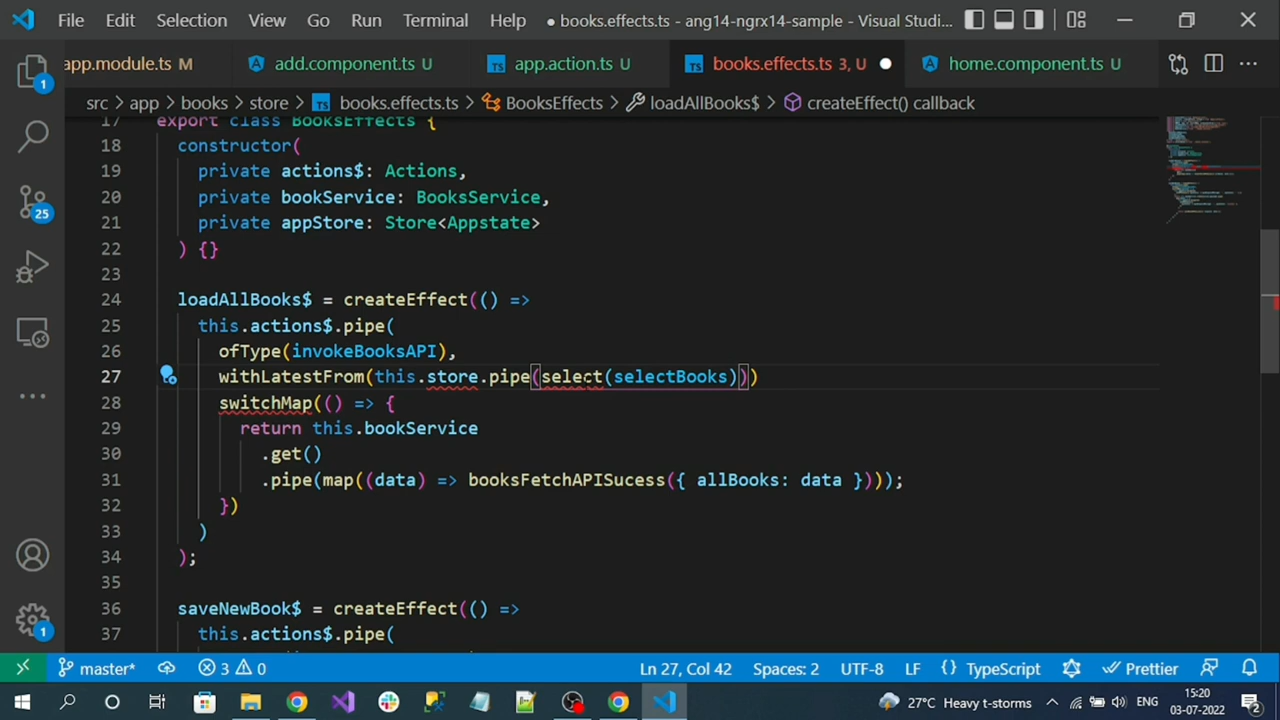 File Edit Selection View Go Run Terminal Help ● books.effects.ts - ang14-ngrx14-sample - Visual Studi...
app.module.ts M add.component.ts U app.action.ts U books.effects.ts 3, U home.component.ts U
src > app > books > store > TS books.effects.ts > BooksEffects > loadAllBooks$ > createEffect() callback
17 export class BooksEffects {
18 constructor(
19 private actions$: Actions,
20 private bookService: BooksService,
21 private appStore: Store<Appstate>
22 ) {}
23
24 loadAllBooks$ = createEffect(() =>
25 this.actions$.pipe(
26 ofType(invokeBooksAPI),
27 withLatestFrom(this.store.pipe(select(selectBooks)))
28 switchMap(() => {
29 return this.bookService
30 .get()
31 .pipe(map((data) => booksFetchAPISucess({ allBooks: data })));
32 })
33 )
34 );
35
36 saveNewBook$ = createEffect(() =>
37 this.actions$.pipe(
1
25
1
master* 3 0 Ln 27, Col 42 Spaces: 2 UTF-8 LF {} TypeScript Prettier
27°C Heavy t-storms ENG 15:20 03-07-2022 2